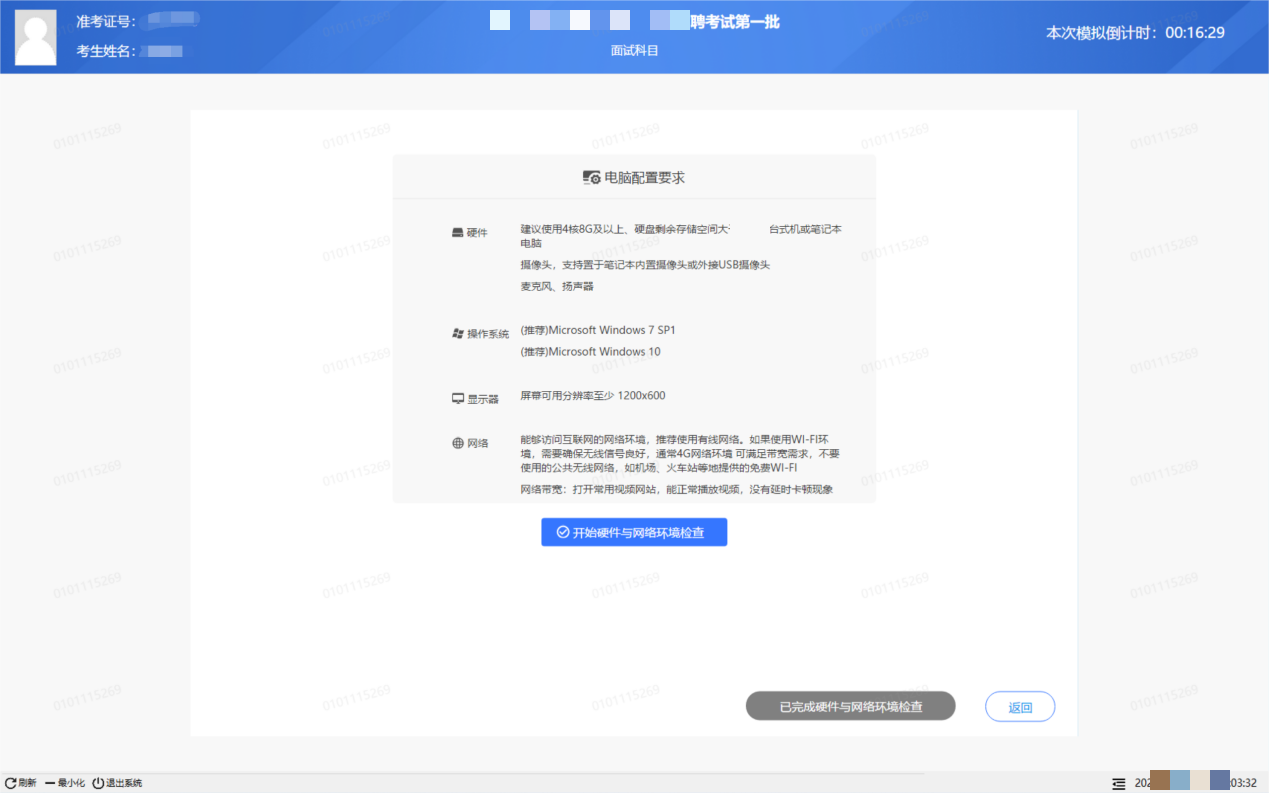 准考证号：
考生姓名：
聘考试第一批
面试科目
本次模拟倒计时：00:16:29
电脑配置要求
硬件
建议使用4核8G及以上、硬盘剩余存储空间大 台式机或笔记本
电脑
摄像头，支持置于笔记本内置摄像头或外接USB摄像头
麦克风、扬声器
操作系统
(推荐)Microsoft Windows 7 SP1
(推荐)Microsoft Windows 10
显示器
屏幕可用分辨率至少 1200x600
网络
能够访问互联网的网络环境，推荐使用有线网络。如果使用WI-FI环
境，需要确保无线信号良好，通常4G网络环境 可满足带宽需求，不要
使用的公共无线网络，如机场、火车站等地提供的免费WI-FI
网络带宽：打开常用视频网站，能正常播放视频，没有延时卡顿现象
开始硬件与网络环境检查
已完成硬件与网络环境检查
返回
刷新 最小化 退出系统
202 03:32
0101115269